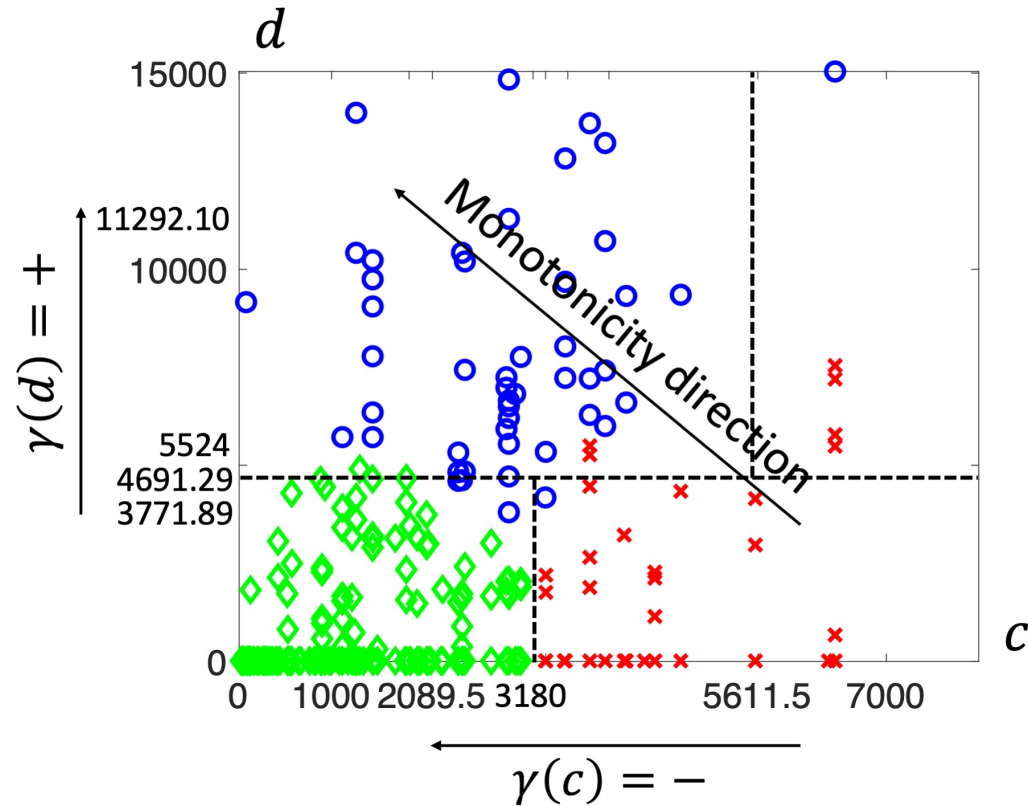 d
15000
11292.10
10000
5524
4691.29
3771.89
0
γ(d) = +
Monotonicity direction
c
0 1000 2089.5 3180 5611.5 7000
γ(c) = −